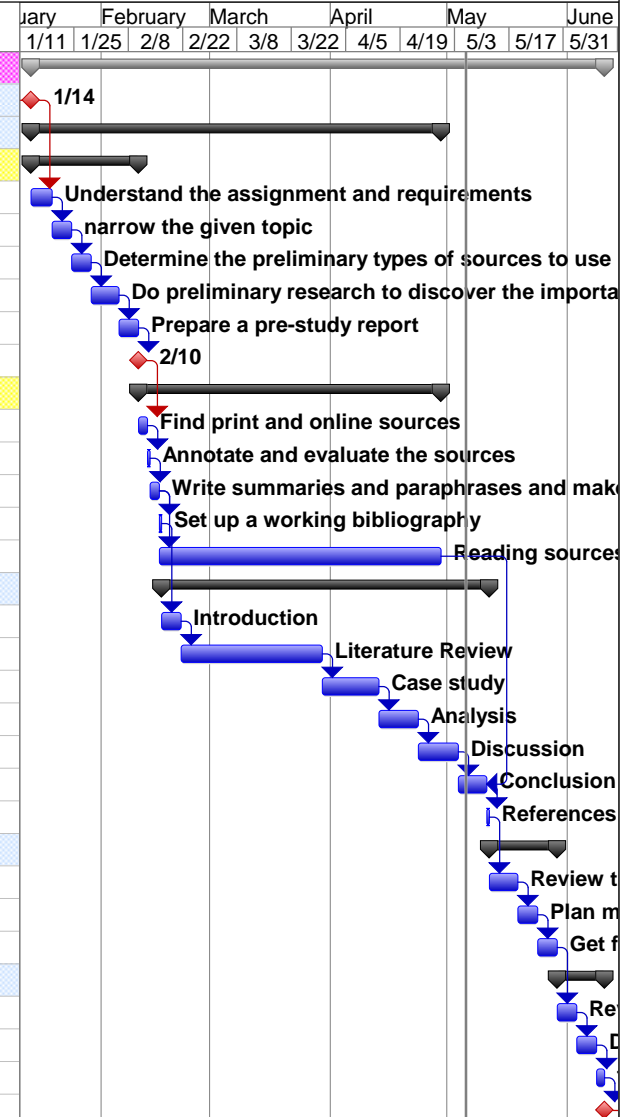 uary February March April May June
1/11 1/25 2/8 2/22 3/8 3/22 4/5 4/19 5/3 5/17 5/31
1/14
Understand the assignment and requirements
narrow the given topic
Determine the preliminary types of sources to use
Do preliminary research to discover the importa
Prepare a pre-study report
2/10
Find print and online sources
Annotate and evaluate the sources
Write summaries and paraphrases and make
Set up a working bibliography
Reading sources
Introduction
Literature Review
Case study
Analysis
Discussion
Conclusion
References
Review t
Plan m
Get f
Rev
D